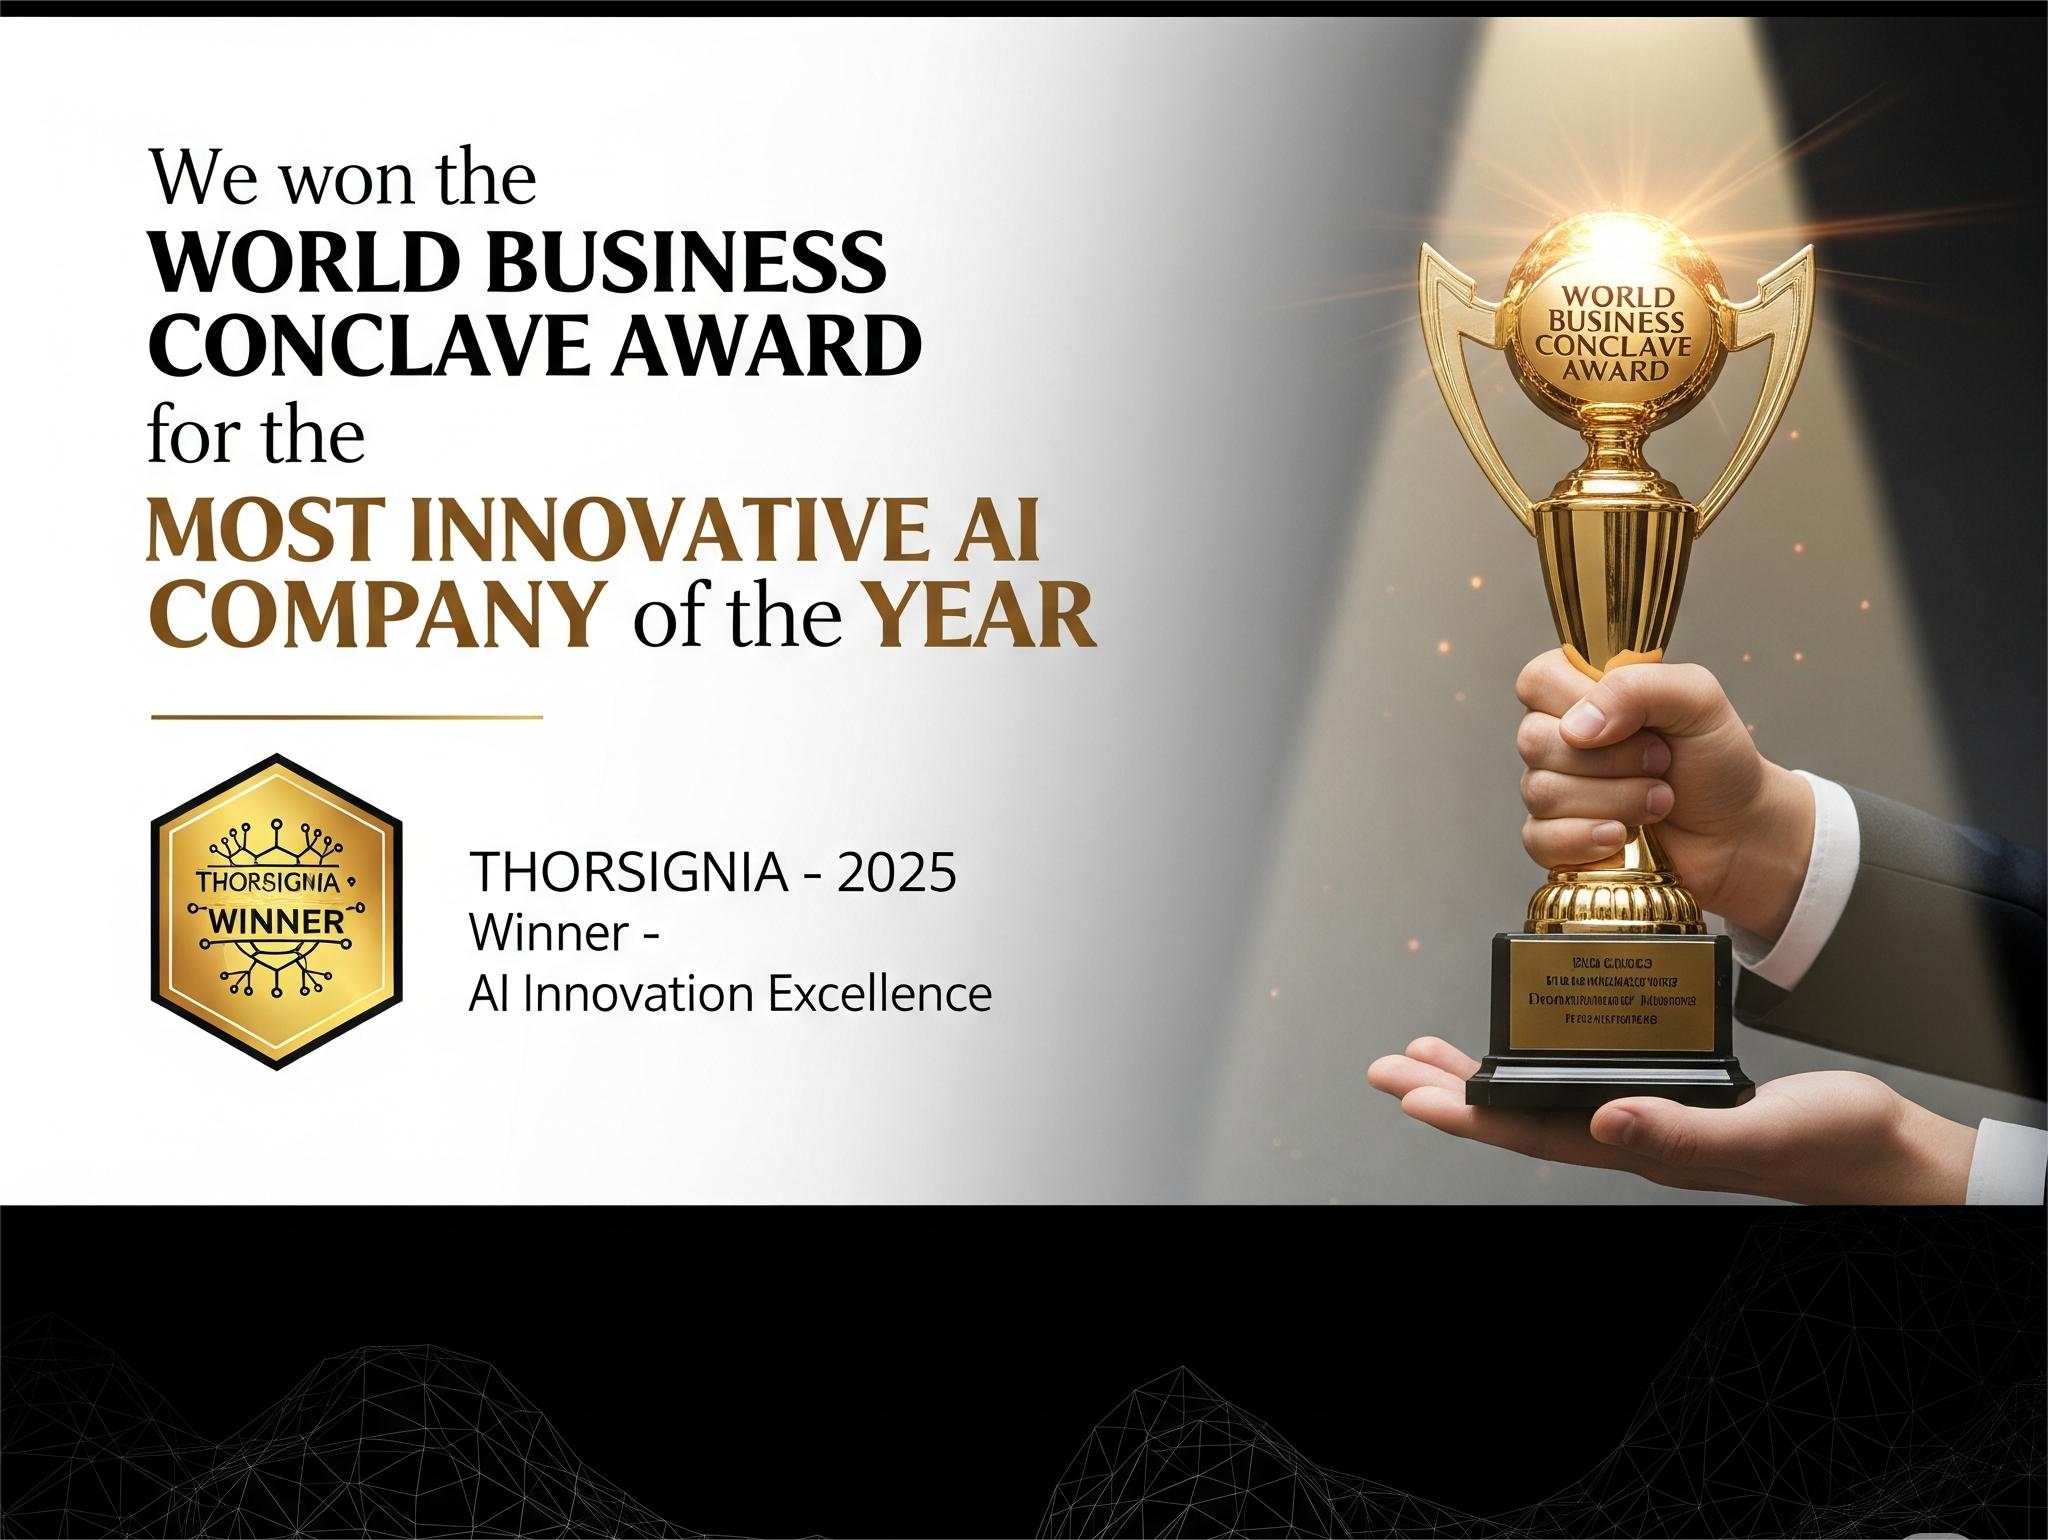 We won the
WORLD BUSINESS
CONCLAVE AWARD
for the
MOST INNOVATIVE AI
COMPANY of the YEAR
THORSIGNIA
WINNER
THORSIGNIA - 2025
Winner -
AI Innovation Excellence
WORLD
BUSINESS
CONCLAVE
AWARD